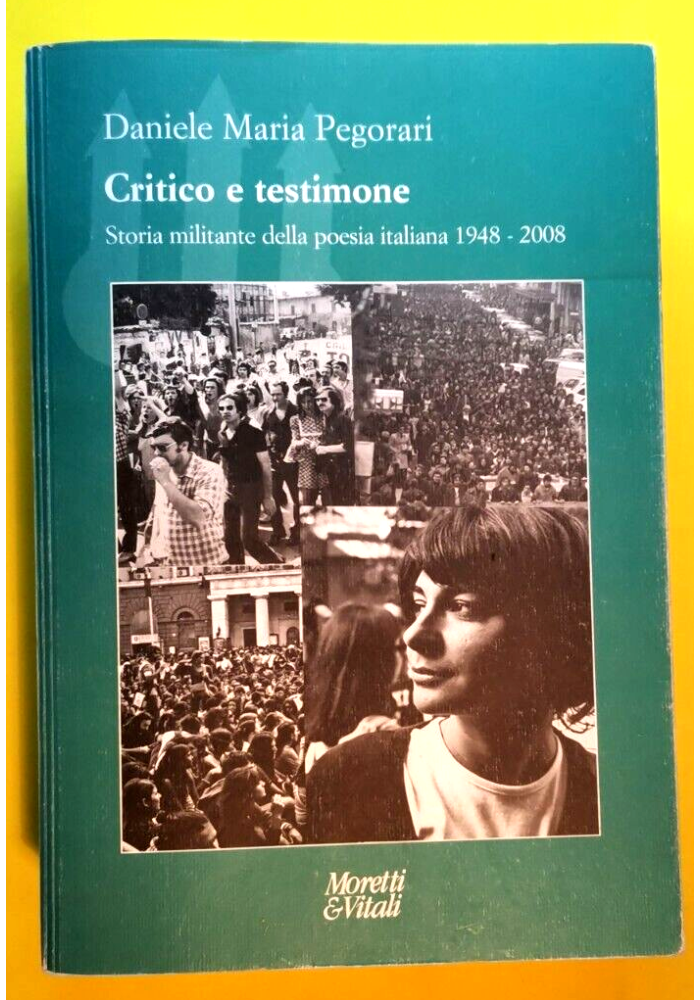 Daniele Maria Pegorari
Critico e testimone
Storia militante della poesia italiana 1948 - 2008
Moretti
&Vitali